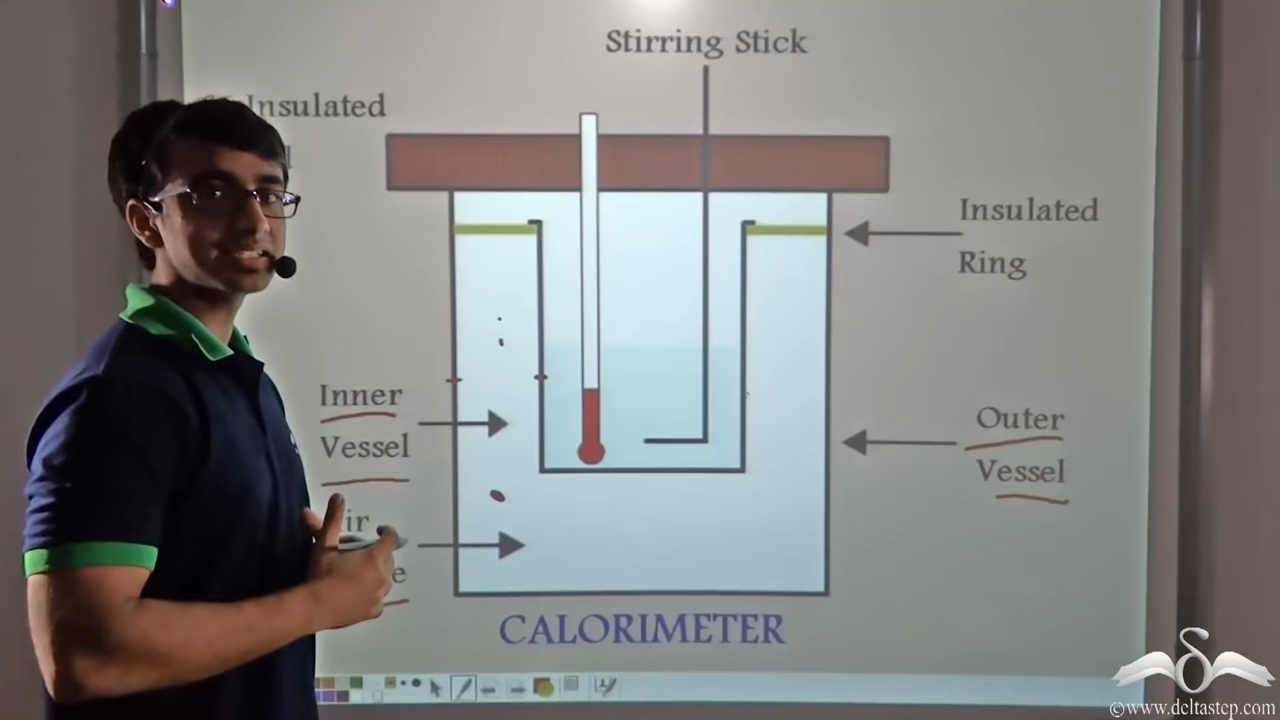 Stirring Stick
Insulated
Insulated
Ring
Inner
Vessel
Outer
Vessel
CALORIMETER
©www.deltastep.com